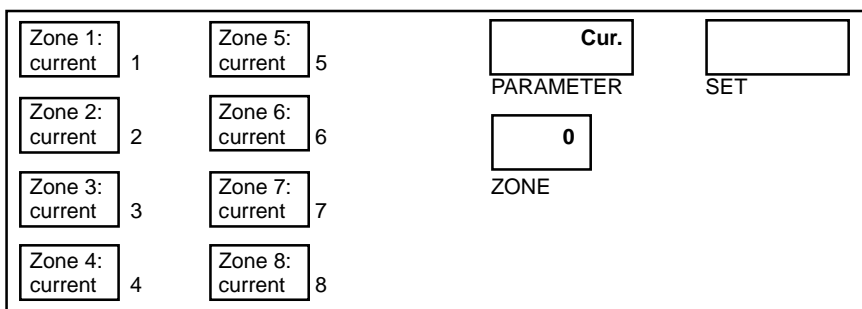 Zone 1:
current
1
Zone 2:
current
2
Zone 3:
current
3
Zone 4:
current
4
Zone 5:
current
5
Zone 6:
current
6
Zone 7:
current
7
Zone 8:
current
8
Cur.
PARAMETER
SET
0
ZONE